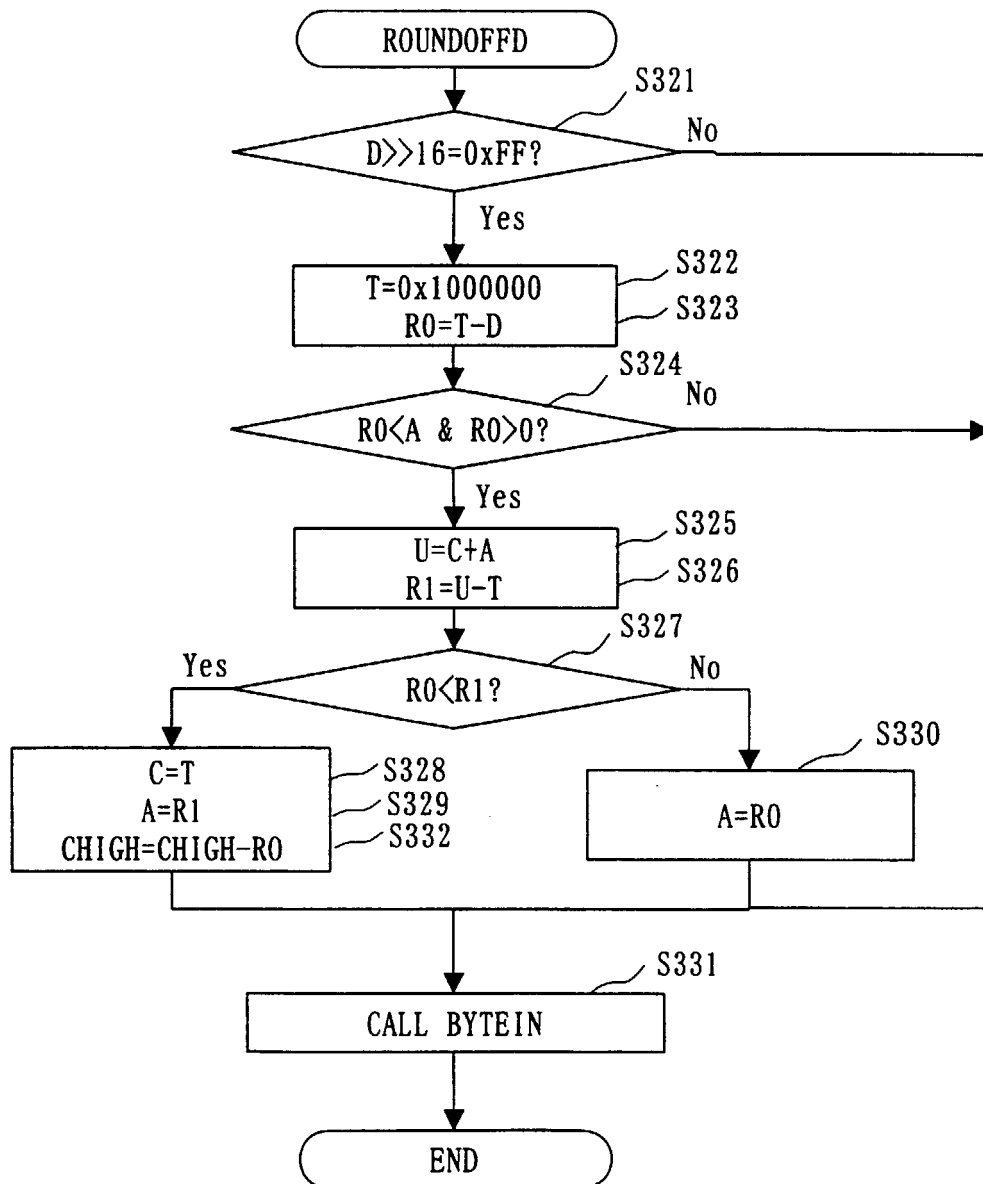 ROUNDOFFD
S321
D>>16=0xFF?
No
Yes
S322
T=0x1000000
S323
R0=T-D
S324
No
R0<A & R0>0?
Yes
S325
U=C+A
S326
R1=U-T
S327
Yes
No
R0<R1?
S330
C=T
S328
A=R1
S329
A=R0
CHIGH=CHIGH-R0
S332
S331
CALL BYTEIN
END